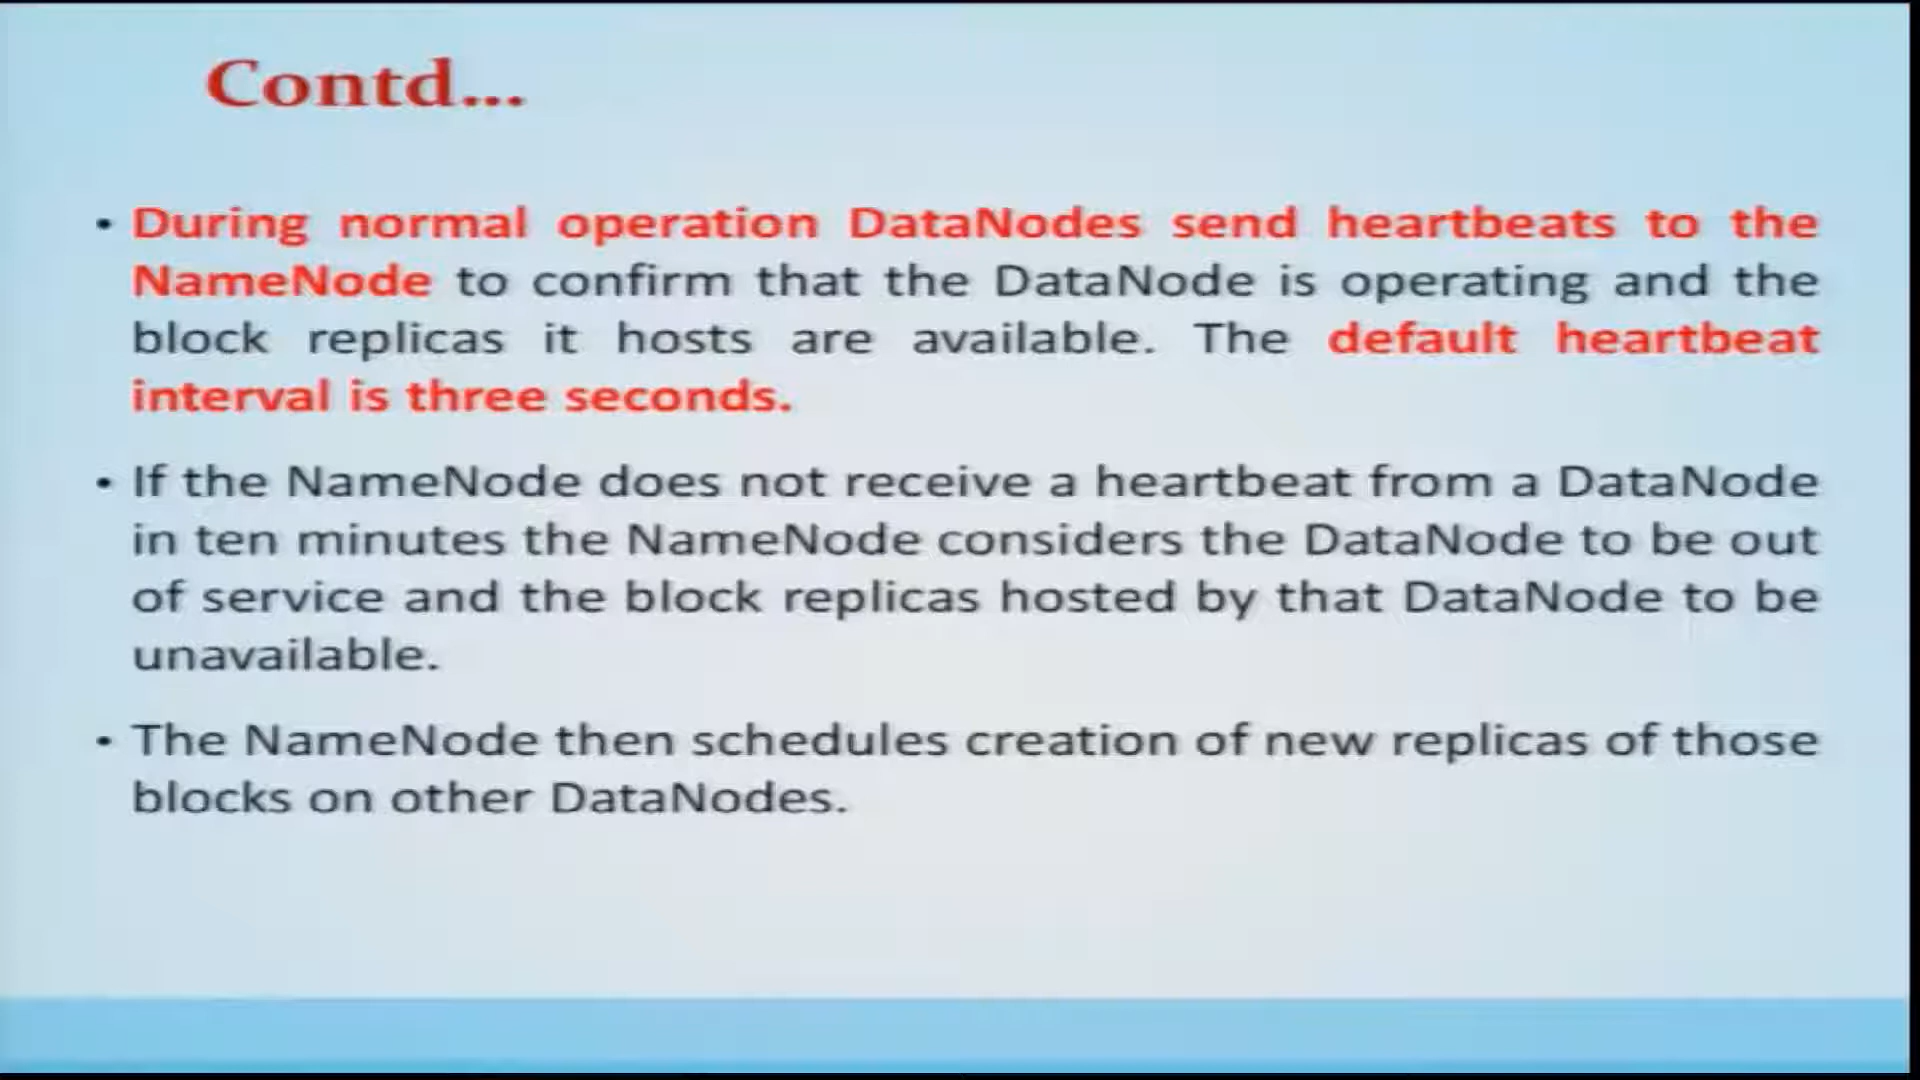 Contd...
• During normal operation DataNodes send heartbeats to the
NameNode to confirm that the DataNode is operating and the
block replicas it hosts are available. The default heartbeat
interval is three seconds.
• If the NameNode does not receive a heartbeat from a DataNode
in ten minutes the NameNode considers the DataNode to be out
of service and the block replicas hosted by that DataNode to be
unavailable.
• The NameNode then schedules creation of new replicas of those
blocks on other DataNodes.